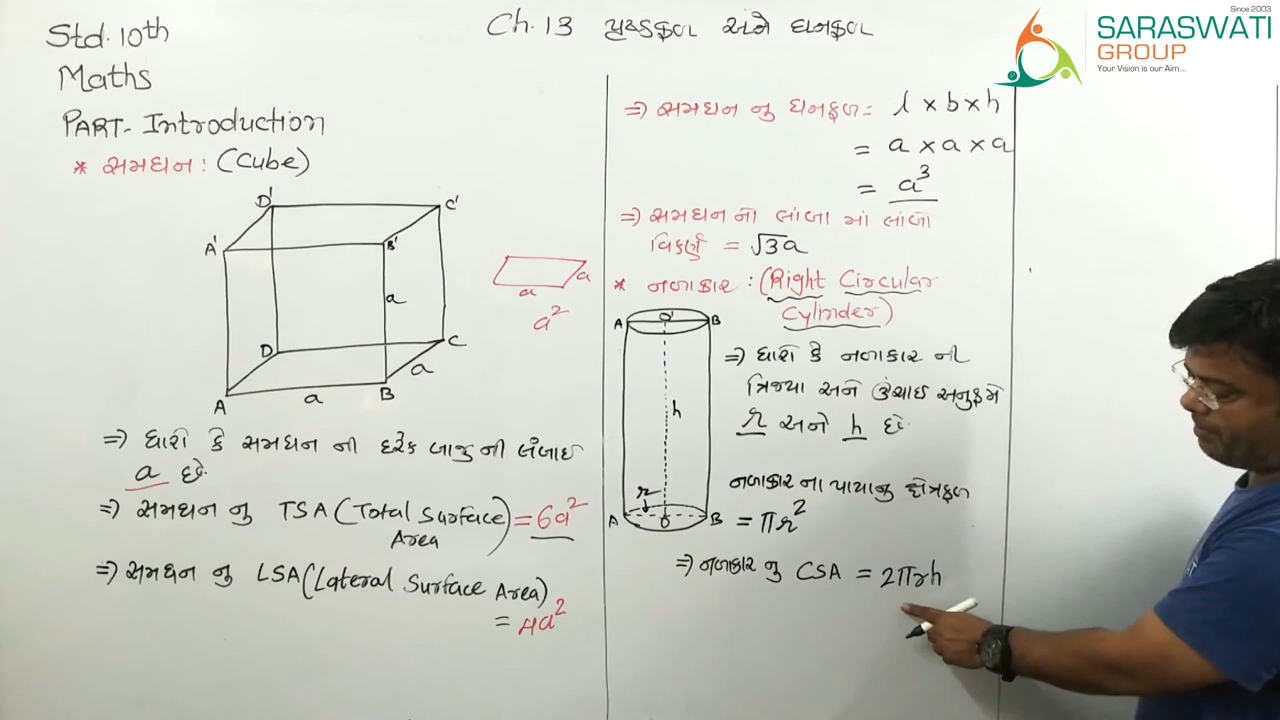 Std. 10th
Maths
PART- Introduction
Ch. 13 પૃષ્ઠફળ અને ઘનફળ
Since 2003
SARASWATI
GROUP
Your Vision is our Aim...
* સમઘન : (Cube)
D' C'
A' B'
a
D C
a
A a B
a
a
a²
⇒ ધારો કે સમઘન ની દરેક બાજુ ની લંબાઈ
a છે.
⇒ સમઘન નુ TSA (Total Surface Area) = 6a²
⇒ સમઘન નુ LSA (Lateral Surface Area)
= 4a²
⇒ સમઘન નુ ઘનફળ = l × b × h
= a × a × a
= a³
⇒ સમઘન નો લાંબા માં લાંબો
વિકર્ણ = √3a
* નળાકાર : (Right Circular
Cylinder)
A O' B
h
r
A O B
⇒ ધારો કે નળાકાર ની
ત્રિજ્યા અને ઉંચાઈ અનુક્રમે
r અને h છે.
નળાકાર ના પાયાનુ ક્ષેત્રફળ
= πr²
⇒ નળાકાર નુ CSA = 2πrh